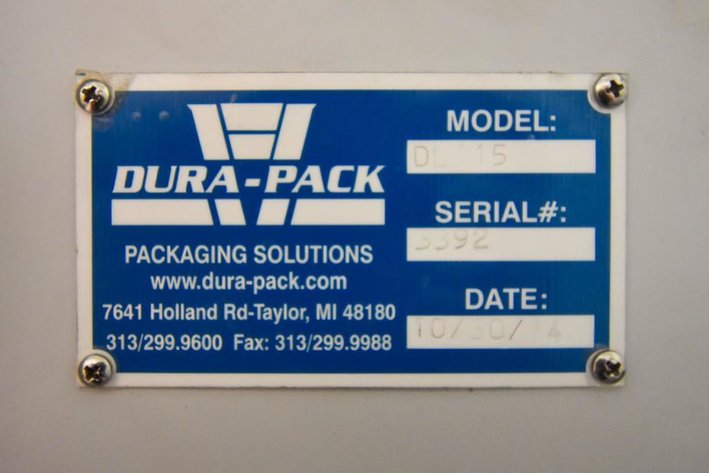 DURA-PACK
PACKAGING SOLUTIONS
www.dura-pack.com
7641 Holland Rd-Taylor, MI 48180
313/299.9600 Fax: 313/299.9988
MODEL:
SERIAL#:
3392
DATE: